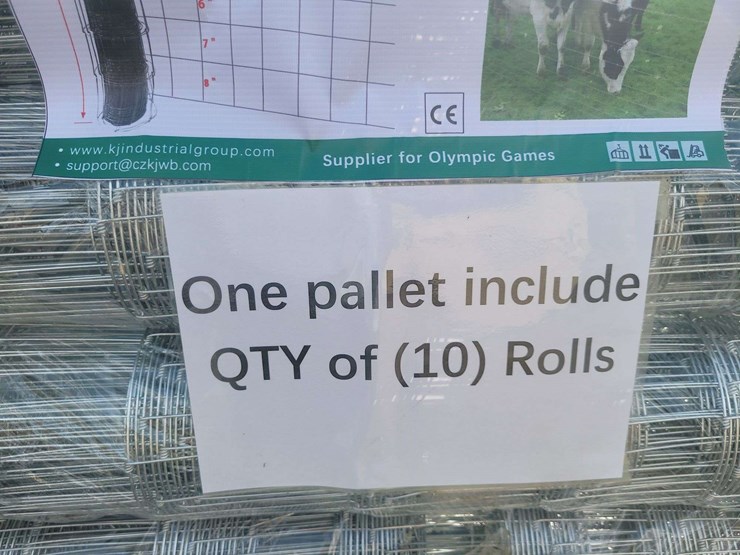 6"
7"
8"
CE
• www.kjindustrialgroup.com
• support@czkjwb.com
Supplier for Olympic Games
One pallet include
QTY of (10) Rolls